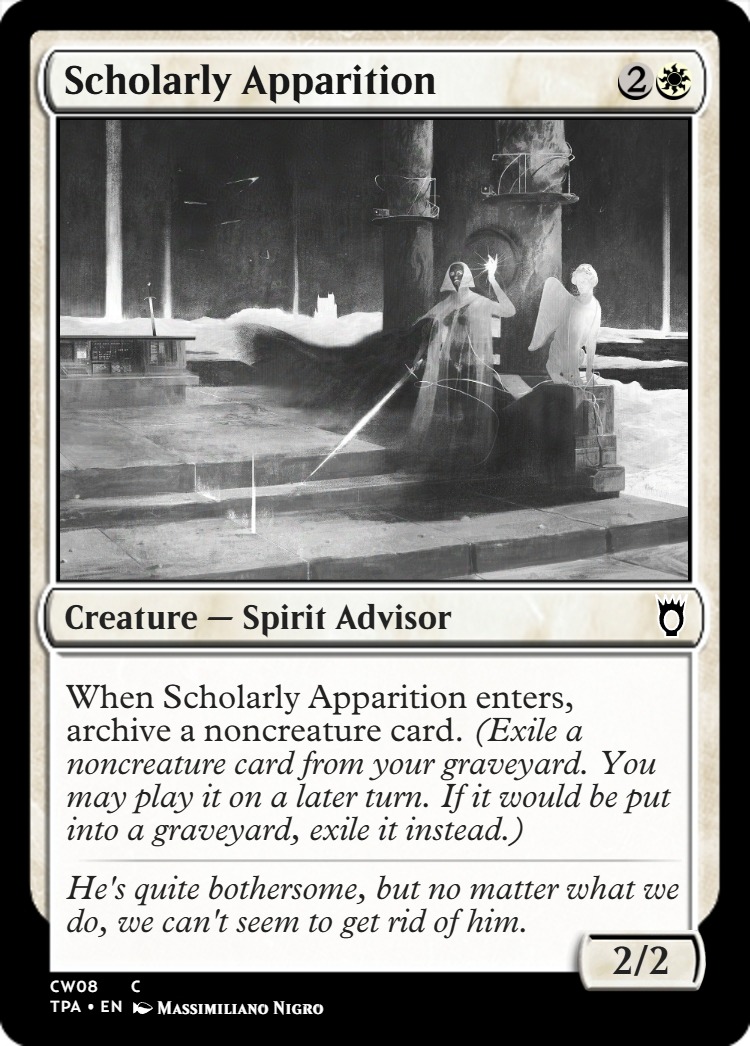 Scholarly Apparition 2
Creature — Spirit Advisor
When Scholarly Apparition enters,
archive a noncreature card. (Exile a
noncreature card from your graveyard. You
may play it on a later turn. If it would be put
into a graveyard, exile it instead.)
He's quite bothersome, but no matter what we
do, we can't seem to get rid of him.
2/2
CW08 C
TPA • EN Massimiliano Nigro